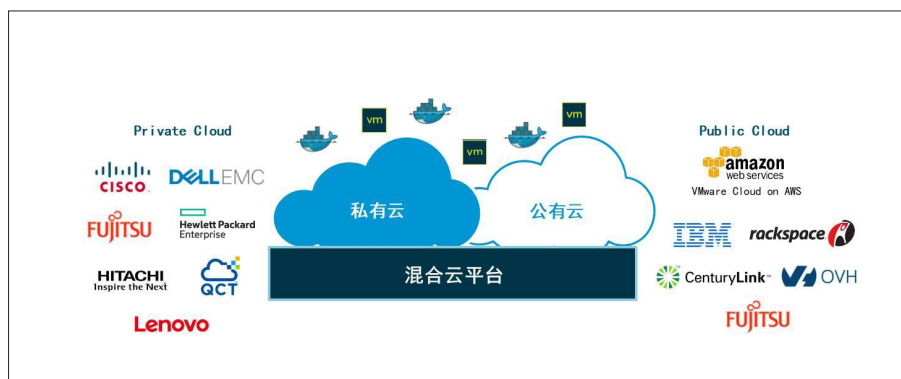 vm
vm
vm
Private Cloud
Public Cloud
CISCO
DELLEMC
amazon
web services
VMware Cloud on AWS
私有云
公有云
FUJITSU
Hewlett Packard
Enterprise
IBM
rackspace
混合云平台
HITACHI
Inspire the Next
QCT
CenturyLink™
OVH
Lenovo
FUJITSU